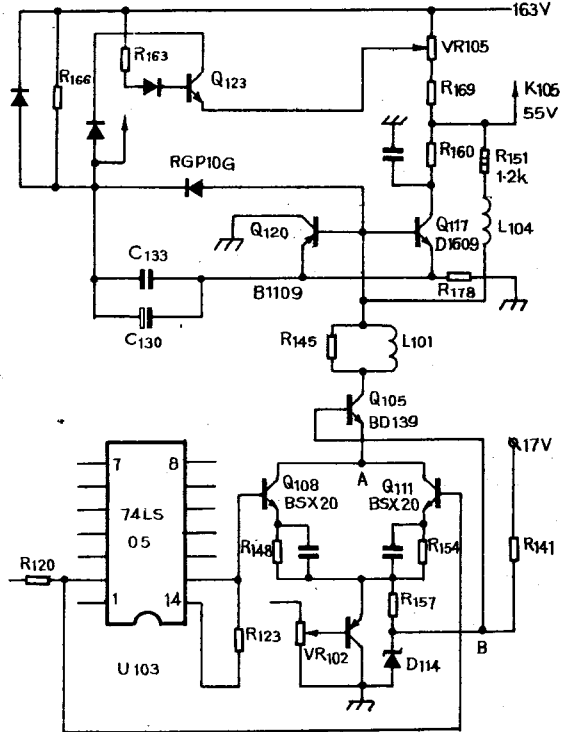 163V
R163
VR105
R166
Q123
R169
K105
55V
RGP10G
R160
R151
1·2k
Q120
Q117
D1609
L104
C133
B1109
R178
C130
R145
L101
Q105
BD139
17V
A
7
8
Q108
BSX20
Q111
BSX20
74LS
05
R148
R154
R141
R120
R157
1
14
R123
VR102
D114
B
U103